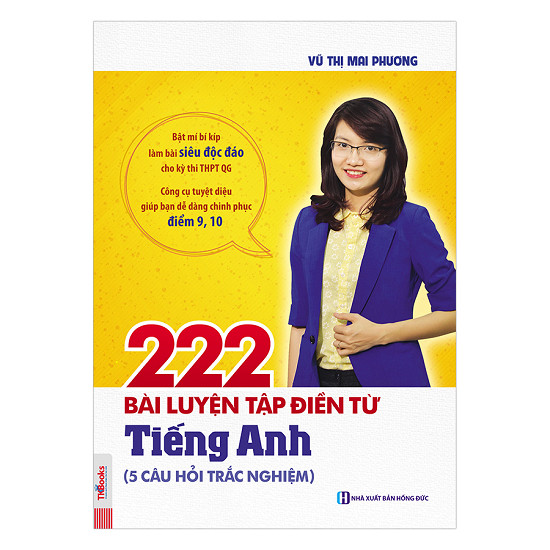 VŨ THỊ MAI PHƯƠNG
Bật mí bí kíp
làm bài siêu độc đáo
cho kỳ thi THPT QG
Công cụ tuyệt diệu
giúp bạn dễ dàng chinh phục
điểm 9, 10
222
BÀI LUYỆN TẬP ĐIỀN TỪ
Tiếng Anh
(5 CÂU HỎI TRẮC NGHIỆM)
TKBooks
NHÀ XUẤT BẢN HỒNG ĐỨC